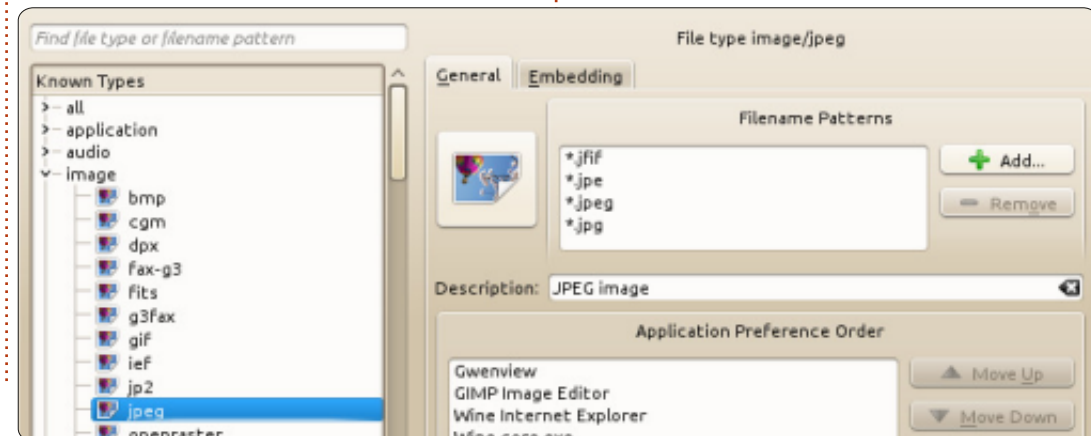 Find file type or filename pattern
Known Types
all
application
audio
image
bmp
cgm
dpx
fax-g3
fits
g3fax
gif
ief
jp2
jpeg
openraster
File type image/jpeg
General Embedding
Filename Patterns
*.jfif
*.jpe
*.jpeg
*.jpg
Add...
Remove
Description: JPEG image
Application Preference Order
Gwenview
GIMP Image Editor
Wine Internet Explorer
Move Up
Move Down